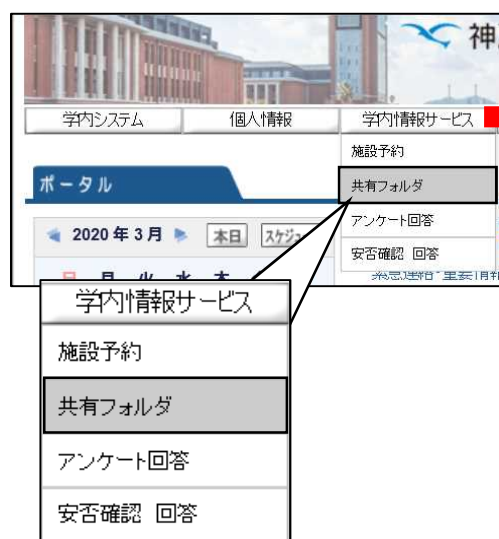 神
学内システム 個人情報 学内情報サービス
施設予約
ポータル 共有フォルダ
アンケート回答
2020年3月 本日
安否確認 回答
学内情報サービス
施設予約
共有フォルダ
アンケート回答
安否確認 回答